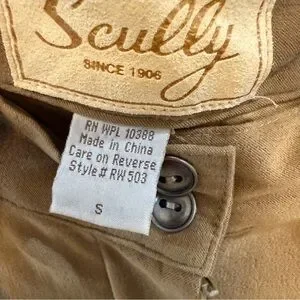 Scully
SINCE 1906
RN WPL 10388
Made in China
Care on Reverse
Style# RW503
S